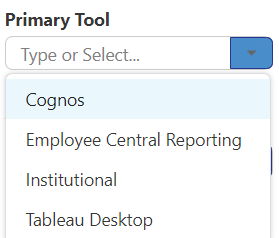 Primary Tool
Type or Select...
Cognos
Employee Central Reporting
Institutional
Tableau Desktop